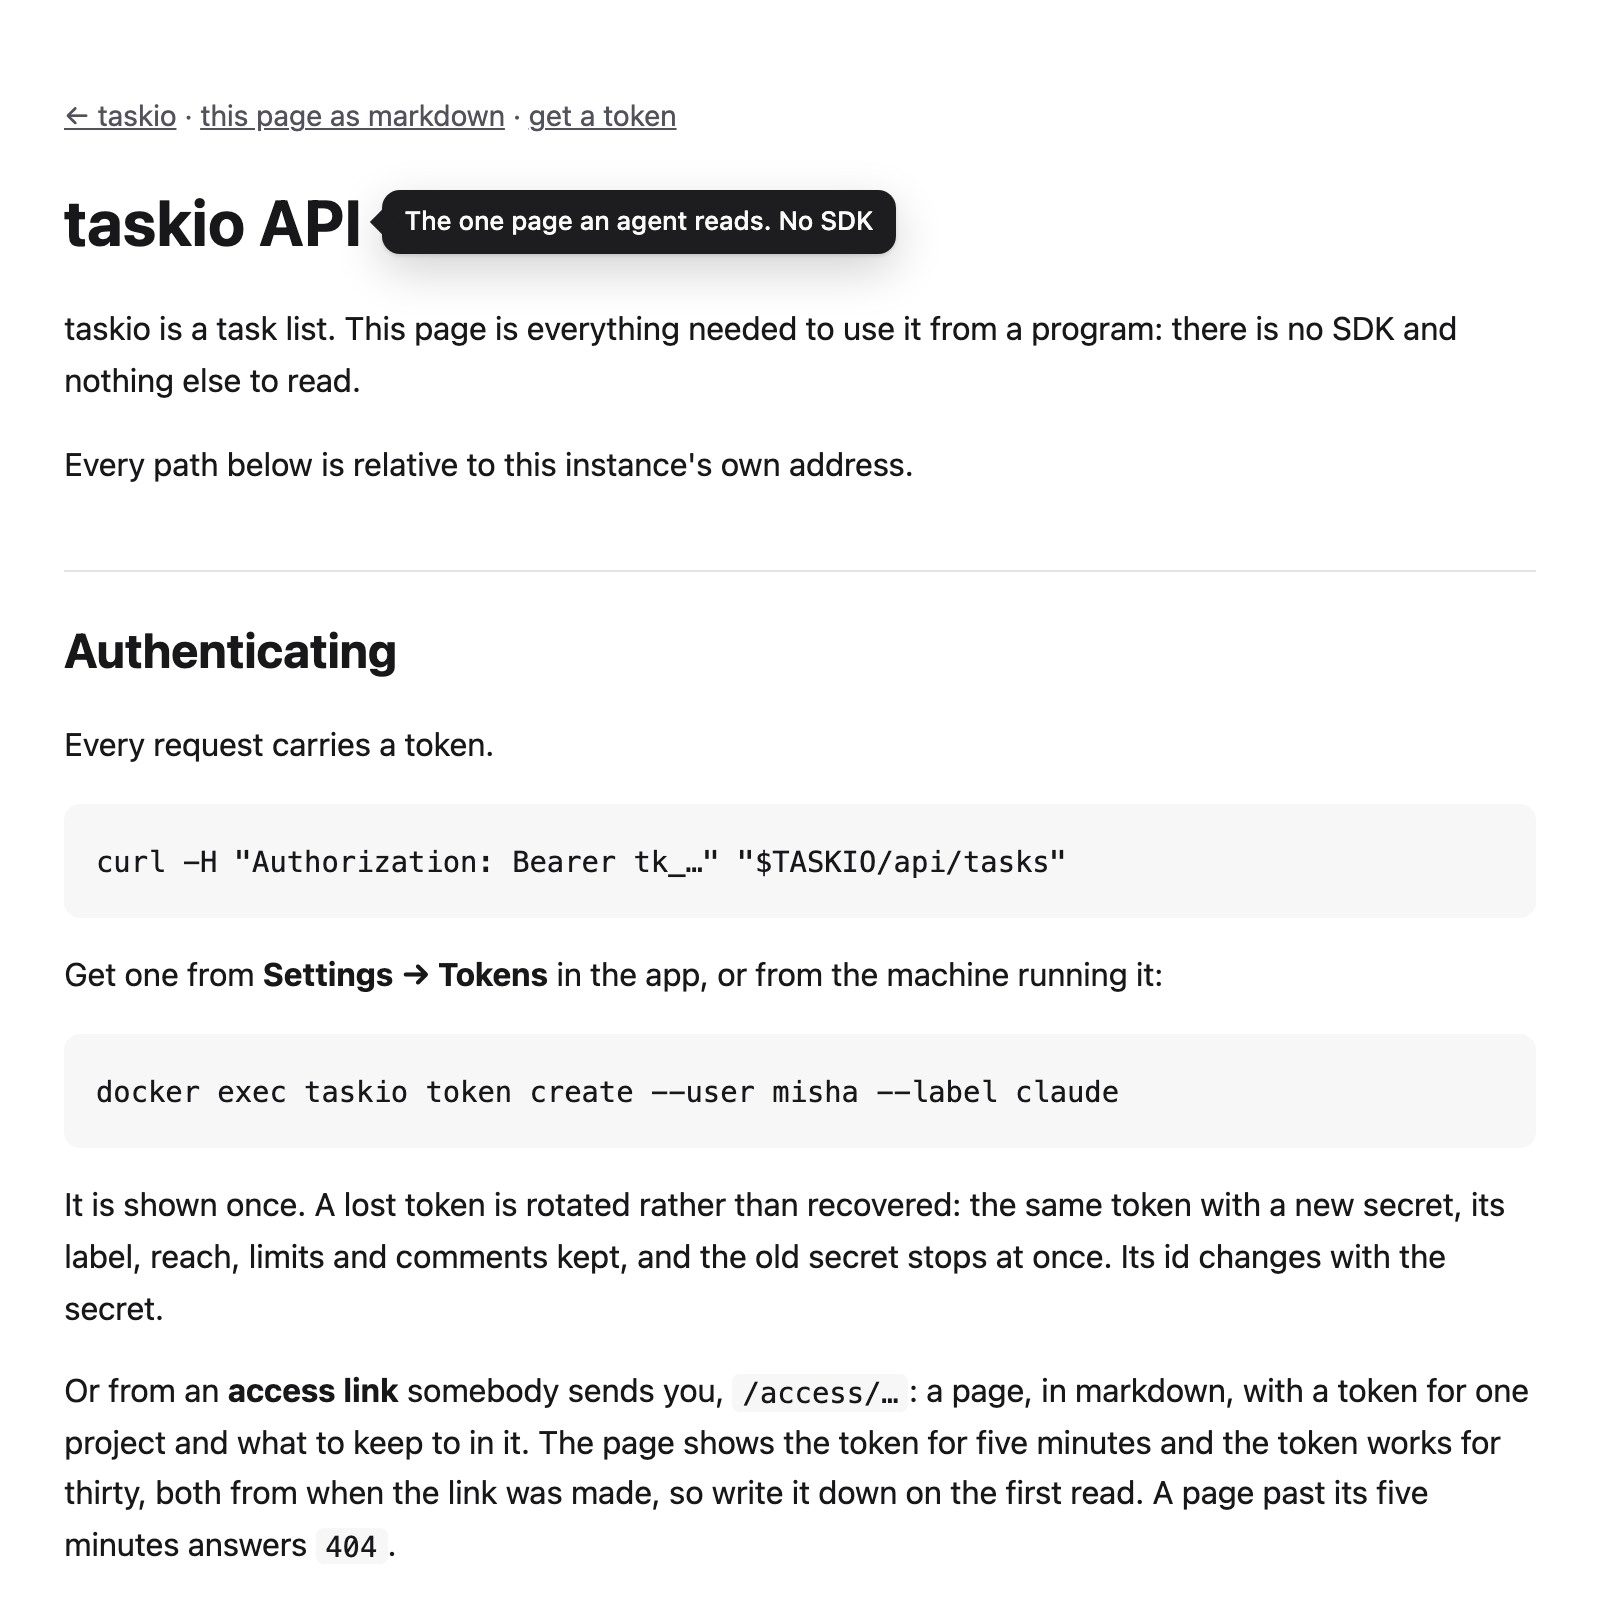 ← taskio · this page as markdown · get a token
taskio API
The one page an agent reads. No SDK
taskio is a task list. This page is everything needed to use it from a program: there is no SDK and
nothing else to read.
Every path below is relative to this instance's own address.
Authenticating
Every request carries a token.
curl -H "Authorization: Bearer tk_…" "$TASKIO/api/tasks"
Get one from Settings → Tokens in the app, or from the machine running it:
docker exec taskio token create --user misha --label claude
It is shown once. A lost token is rotated rather than recovered: the same token with a new secret, its
label, reach, limits and comments kept, and the old secret stops at once. Its id changes with the
secret.
Or from an access link somebody sends you, /access/… : a page, in markdown, with a token for one
project and what to keep to in it. The page shows the token for five minutes and the token works for
thirty, both from when the link was made, so write it down on the first read. A page past its five
minutes answers 404 .